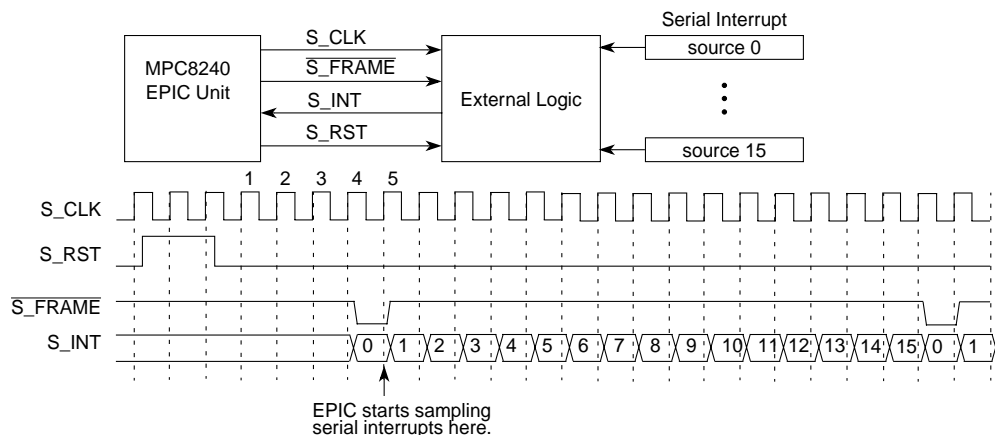 Serial Interrupt
S_CLK
source 0
MPC8240
EPIC Unit
S_FRAME
S_INT
External Logic
S_RST
source 15
1 2 3 4 5
S_CLK
S_RST
S_FRAME
S_INT
0 1 2 3 4 5 6 7 8 9 10 11 12 13 14 15 0 1
EPIC starts sampling
serial interrupts here.